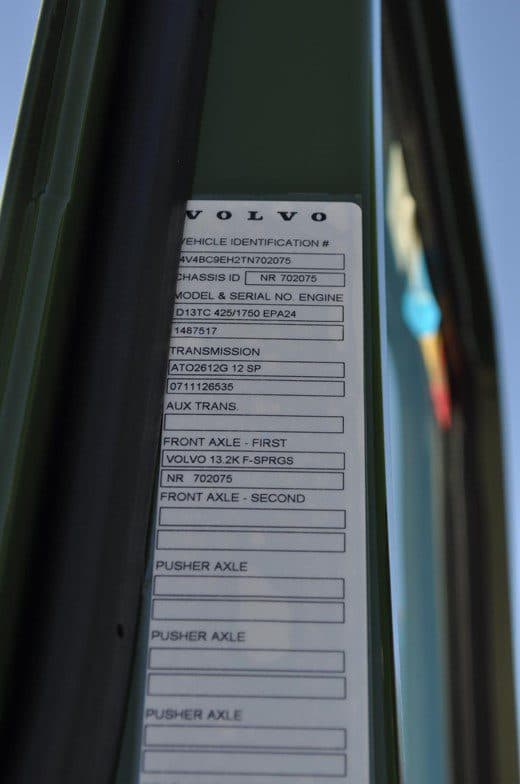 VOLVO
VEHICLE IDENTIFICATION #
4V4BC9EH2TN702075
CHASSIS ID NR 702075
MODEL & SERIAL NO. ENGINE
D13TC 425/1750 EPA24
1487517
TRANSMISSION
ATO2612G 12 SP
0711126535
AUX TRANS.
FRONT AXLE - FIRST
VOLVO 13.2K F-SPRGS
NR 702075
FRONT AXLE - SECOND
PUSHER AXLE
PUSHER AXLE
PUSHER AXLE